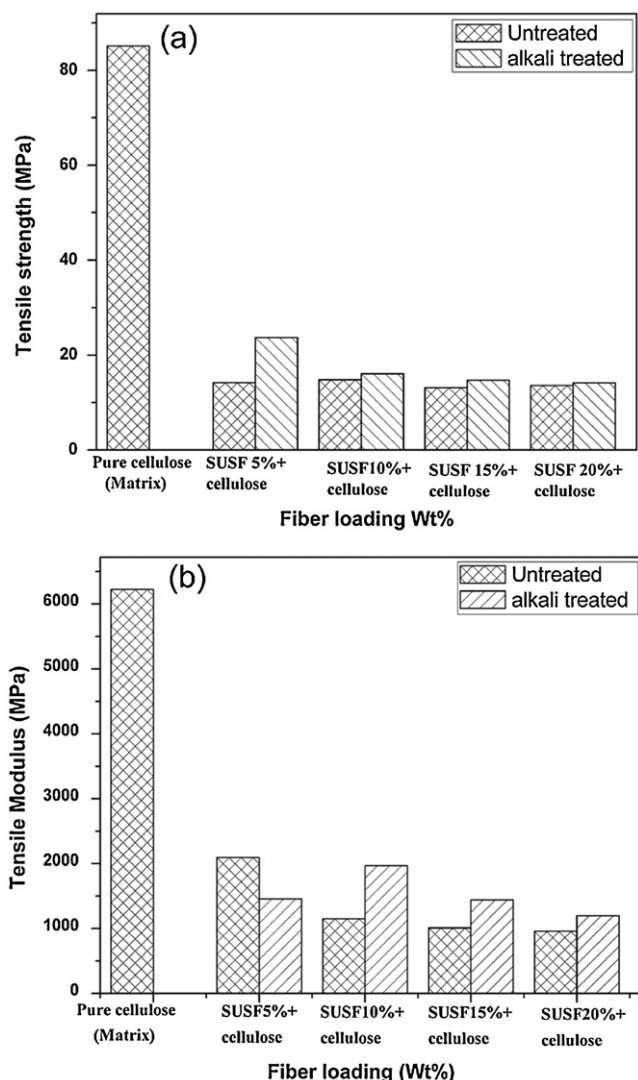 (a)
Untreated
alkali treated
Tensile strength (MPa)
80
60
40
20
0
Pure cellulose SUSF 5%+ SUSF10%+ SUSF 15%+ SUSF 20%+
(Matrix) cellulose cellulose cellulose cellulose
Fiber loading Wt%
(b)
Untreated
alkali treated
Tensile Modulus (MPa)
6000
5000
4000
3000
2000
1000
0
Pure cellulose SUSF5%+ SUSF10%+ SUSF15%+ SUSF20%+
(Matrix) cellulose cellulose cellulose cellulose
Fiber loading (Wt%)